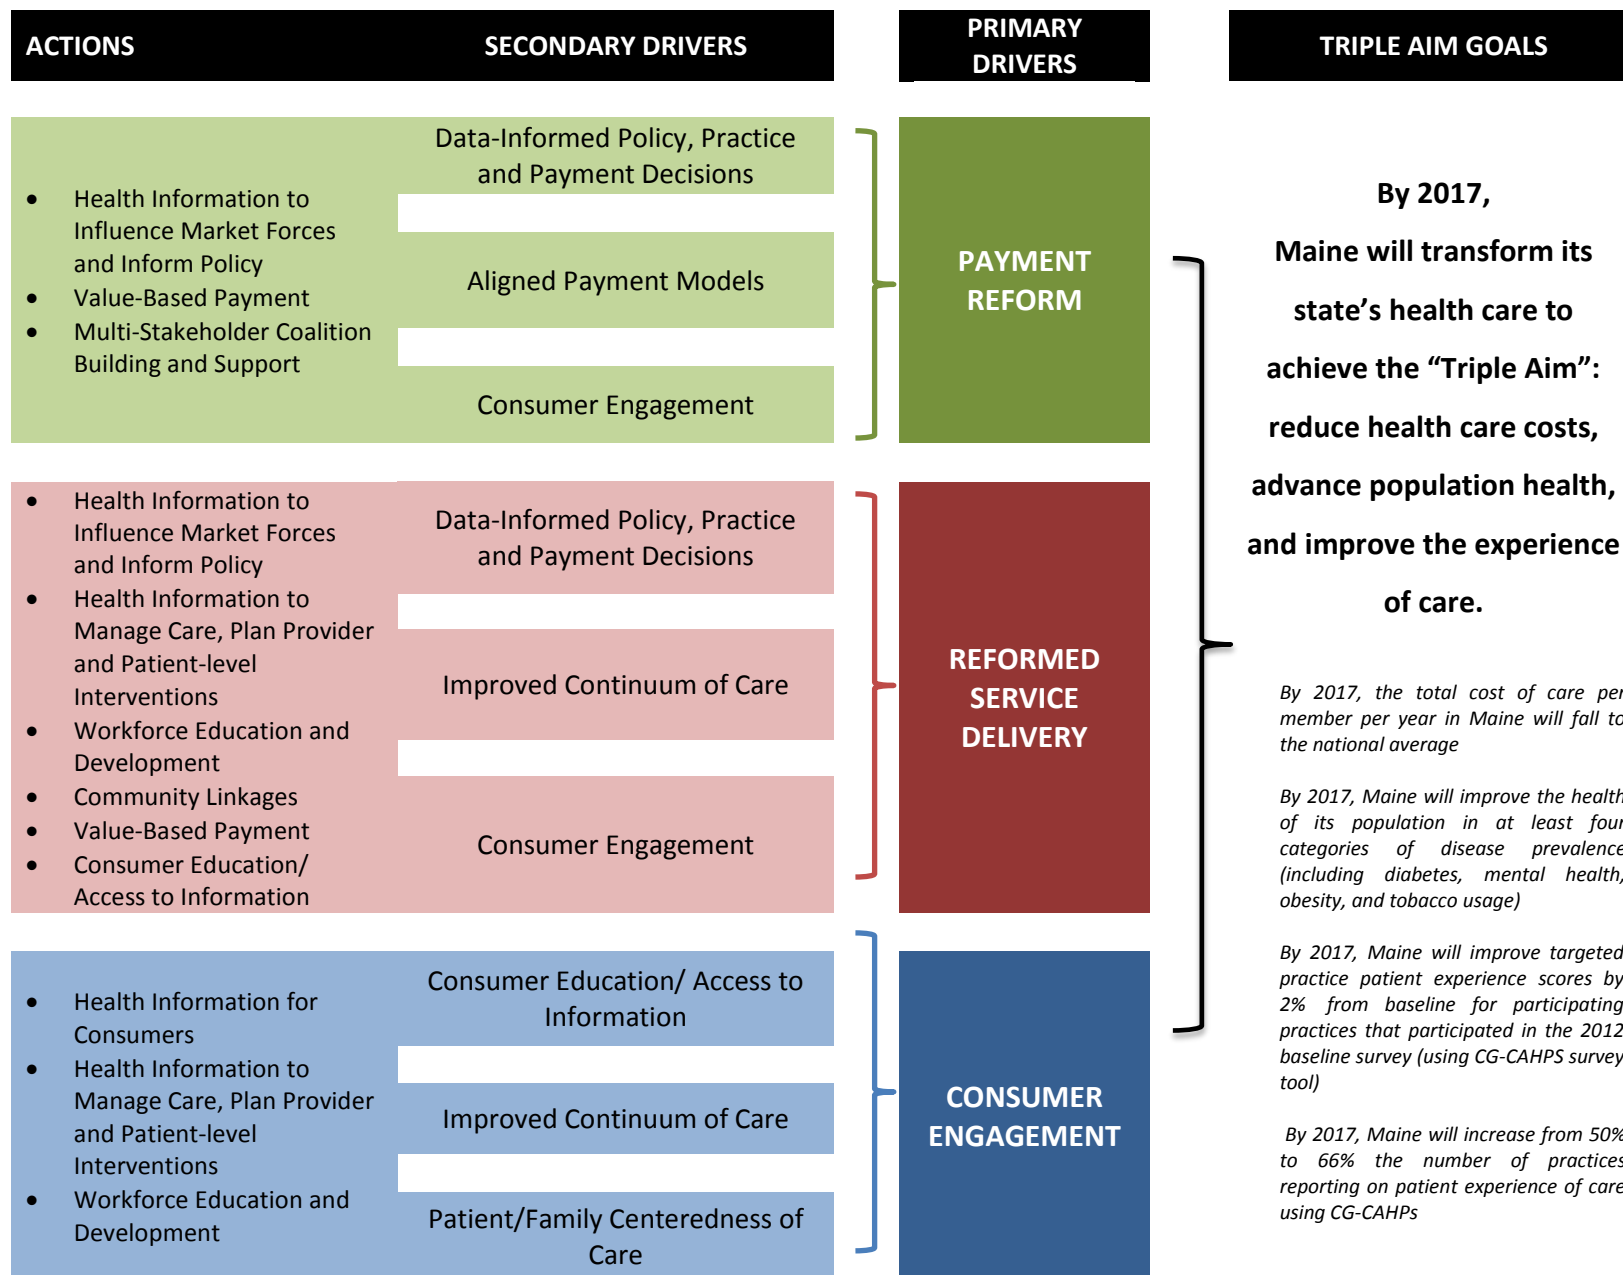 ACTIONS
SECONDARY DRIVERS
PRIMARY
DRIVERS
TRIPLE AIM GOALS
• Health Information to
Influence Market Forces
and Inform Policy
• Value-Based Payment
• Multi-Stakeholder Coalition
Building and Support
Data-Informed Policy, Practice
and Payment Decisions
Aligned Payment Models
Consumer Engagement
PAYMENT
REFORM
• Health Information to
Influence Market Forces
and Inform Policy
• Health Information to
Manage Care, Plan Provider
and Patient-level
Interventions
• Workforce Education and
Development
• Community Linkages
• Value-Based Payment
• Consumer Education/
Access to Information
Data-Informed Policy, Practice
and Payment Decisions
Improved Continuum of Care
Consumer Engagement
REFORMED
SERVICE
DELIVERY
• Health Information for
Consumers
• Health Information to
Manage Care, Plan Provider
and Patient-level
Interventions
• Workforce Education and
Development
Consumer Education/ Access to
Information
Improved Continuum of Care
Patient/Family Centeredness of
Care
CONSUMER
ENGAGEMENT
By 2017,
Maine will transform its
state’s health care to
achieve the “Triple Aim”:
reduce health care costs,
advance population health,
and improve the experience
of care.
By 2017, the total cost of care per
member per year in Maine will fall to
the national average
By 2017, Maine will improve the health
of its population in at least four
categories of disease prevalence
(including diabetes, mental health,
obesity, and tobacco usage)
By 2017, Maine will improve targeted
practice patient experience scores by
2% from baseline for participating
practices that participated in the 2012
baseline survey (using CG-CAHPS survey
tool)
By 2017, Maine will increase from 50%
to 66% the number of practices
reporting on patient experience of care
using CG-CAHPs